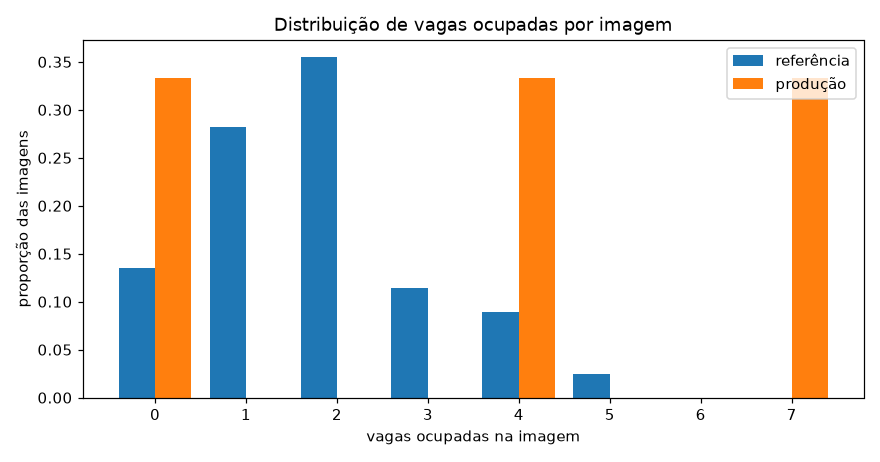 Distribuição de vagas ocupadas por imagem
referência
produção
proporção das imagens
0.35
0.30
0.25
0.20
0.15
0.10
0.05
0.00
0 1 2 3 4 5 6 7
vagas ocupadas na imagem